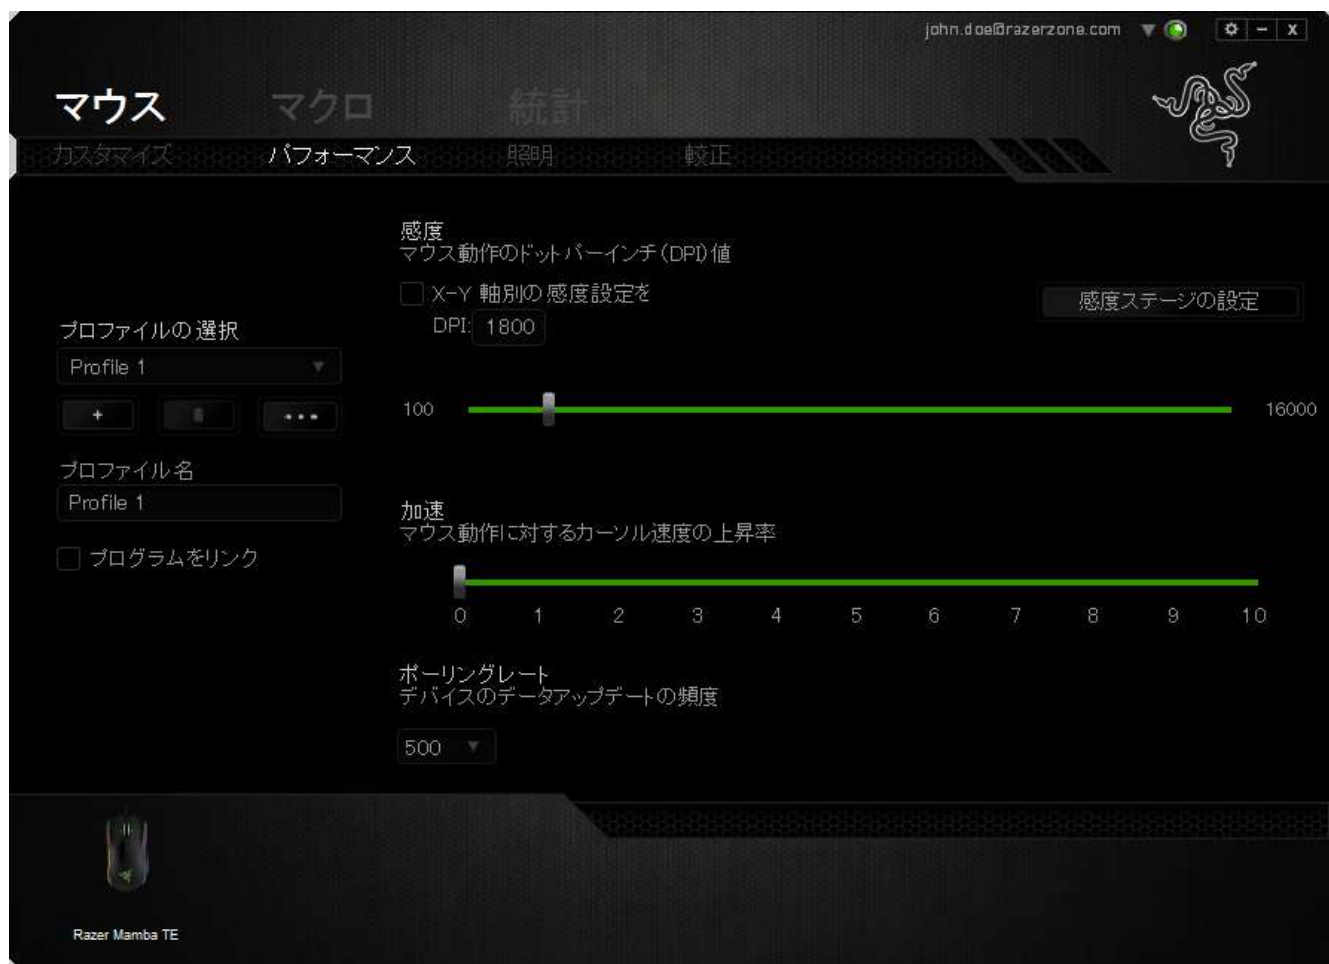 john.doe@razerzone.com
マウス
マクロ
統計
カスタマイズ
パフォーマンス
照明
較正
感度
マウス動作のドットパーインチ(DPI)値
X-Y 軸別の感度設定を
DPI: 1800
感度ステージの設定
プロファイルの選択
Profile 1
100
16000
プロファイル名
Profile 1
プログラムをリンク
加速
マウス動作に対するカーソル速度の上昇率
0 1 2 3 4 5 6 7 8 9 10
ポーリングレート
デバイスのデータアップデートの頻度
500
Razer Mamba TE